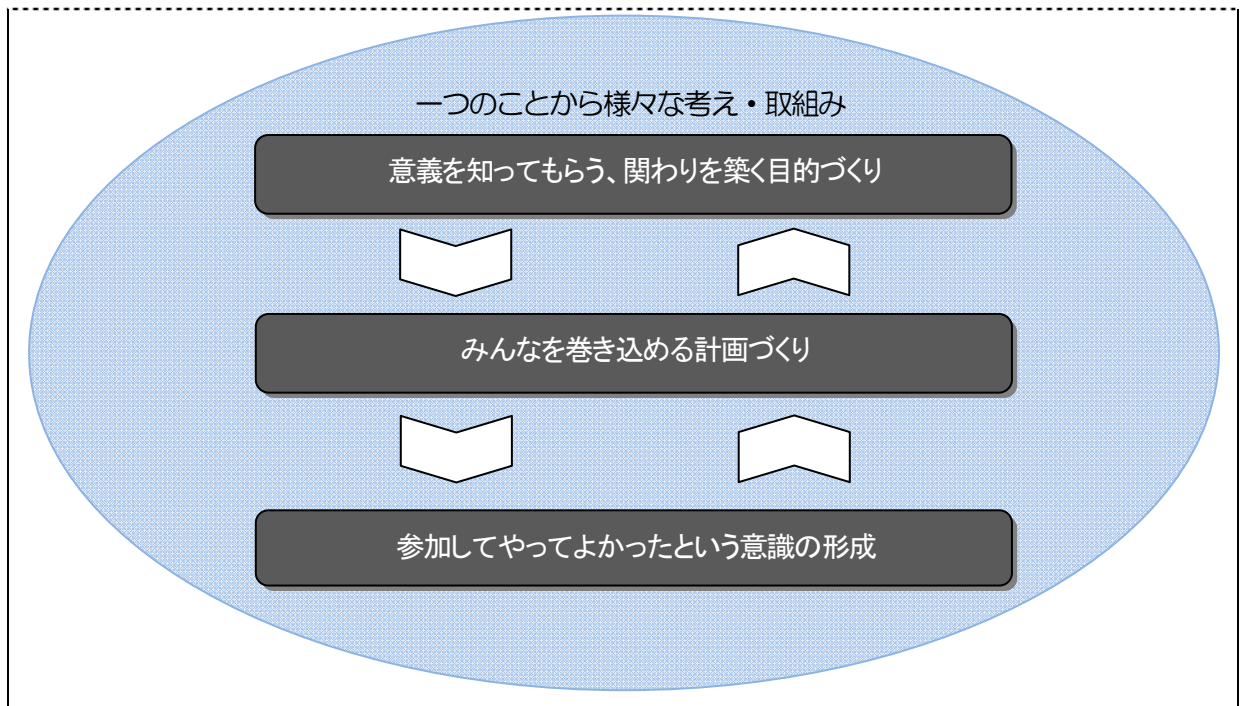 一つのことから様々な考え・取組み
意義を知ってもらう、関わりを築く目的づくり
みんなを巻き込める計画づくり
参加してやってよかったという意識の形成